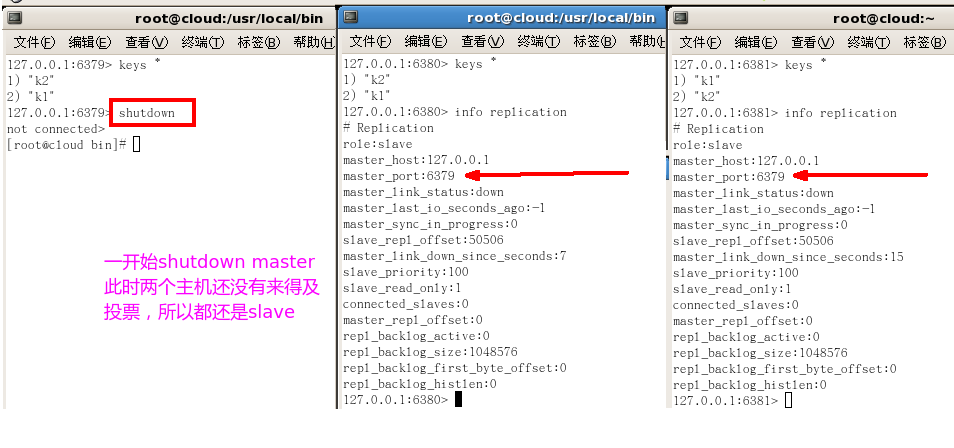 root@cloud:/usr/local/bin
文件(F) 编辑(E) 查看(V) 终端(T) 标签(B) 帮助(H
127.0.0.1:6379> keys *
1) "k2"
2) "k1"
127.0.0.1:6379> shutdown
not connected>
[root@cloud bin]#
一开始shutdown master
此时两个主机还没有来得及
投票，所以都还是slave
root@cloud:/usr/local/bin
文件(F) 编辑(E) 查看(V) 终端(T) 标签(B) 帮助(H
127.0.0.1:6380> keys *
1) "k2"
2) "k1"
127.0.0.1:6380> info replication
# Replication
role:slave
master_host:127.0.0.1
master_port:6379
master_link_status:down
master_last_io_seconds_ago:-1
master_sync_in_progress:0
slave_repl_offset:50506
master_link_down_since_seconds:7
slave_priority:100
slave_read_only:1
connected_slaves:0
master_repl_offset:0
repl_backlog_active:0
repl_backlog_size:1048576
repl_backlog_first_byte_offset:0
repl_backlog_histlen:0
127.0.0.1:6380>
root@cloud:~
文件(F) 编辑(E) 查看(V) 终端(T) 标签(B)
127.0.0.1:6381> keys *
1) "k1"
2) "k2"
127.0.0.1:6381> info replication
# Replication
role:slave
master_host:127.0.0.1
master_port:6379
master_link_status:down
master_last_io_seconds_ago:-1
master_sync_in_progress:0
slave_repl_offset:50506
master_link_down_since_seconds:15
slave_priority:100
slave_read_only:1
connected_slaves:0
master_repl_offset:0
repl_backlog_active:0
repl_backlog_size:1048576
repl_backlog_first_byte_offset:0
repl_backlog_histlen:0
127.0.0.1:6381>